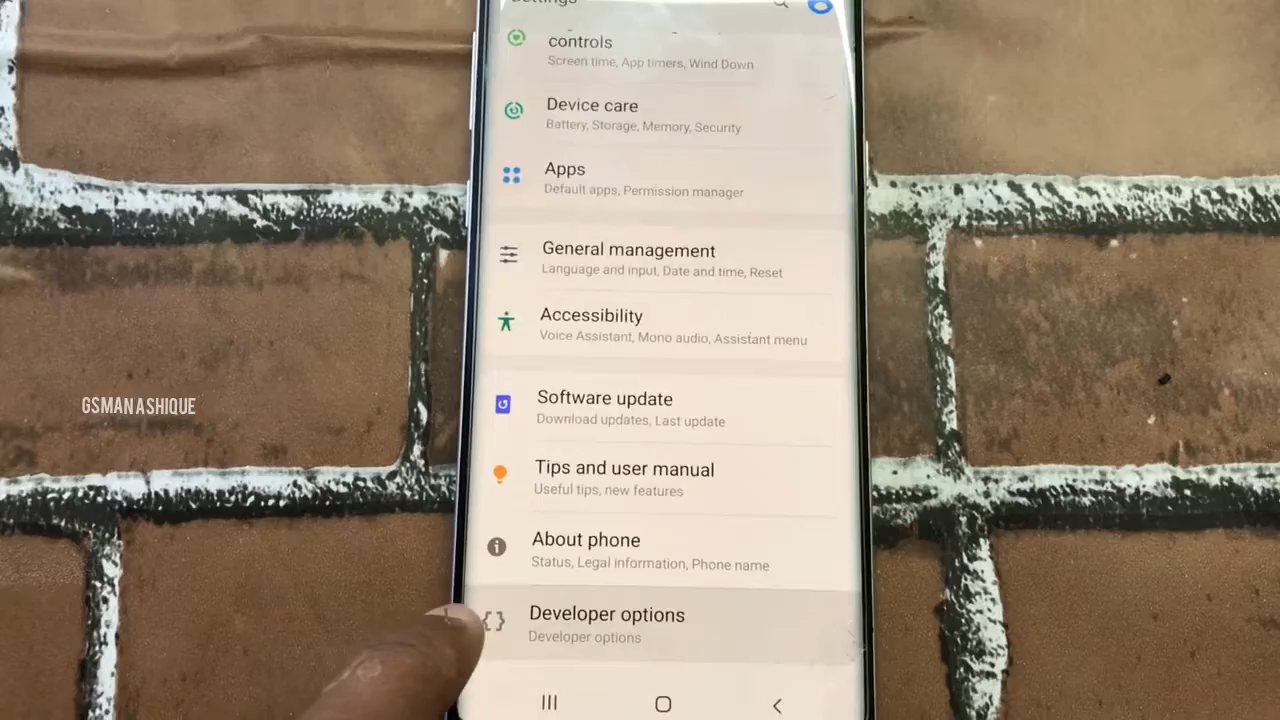 Settings
controls
Screen time, App timers, Wind Down
Device care
Battery, Storage, Memory, Security
Apps
Default apps, Permission manager
General management
Language and input, Date and time, Reset
Accessibility
Voice Assistant, Mono audio, Assistant menu
GSMAN ASHIQUE
Software update
Download updates, Last update
Tips and user manual
Useful tips, new features
About phone
Status, Legal information, Phone name
Developer options
Developer options